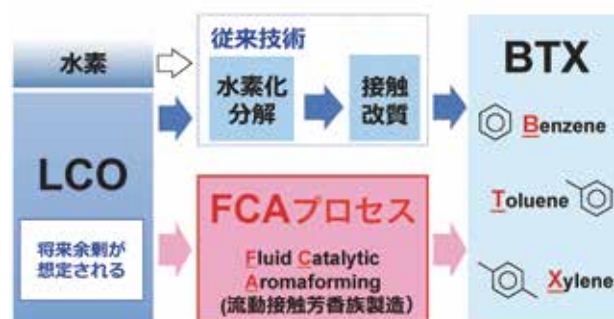 水素
LCO
将来余剰が
想定される
従来技術
水素化
分解
接触
改質
FCAプロセス
Fluid Catalytic
Aromaforming
(流動接触芳香族製造)
BTX
Benzene
Toluene
Xylene